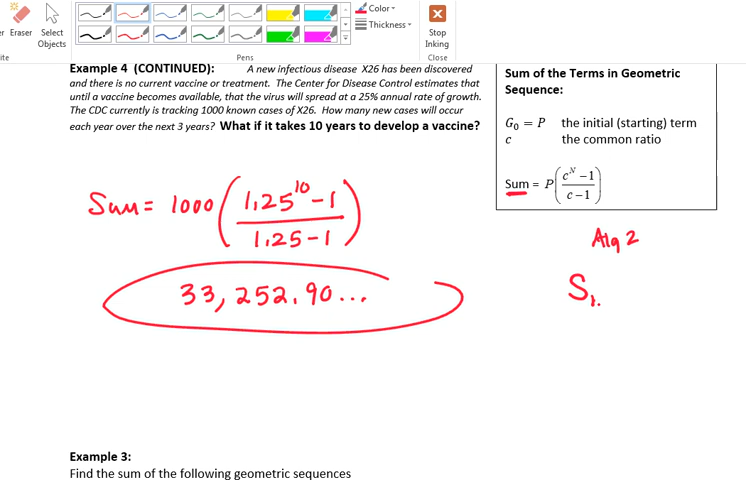 er Eraser Select Objects
ite
Pens
Color
Thickness
Stop Inking
Close
Example 4 (CONTINUED): A new infectious disease X26 has been discovered
and there is no current vaccine or treatment. The Center for Disease Control estimates that
until a vaccine becomes available, that the virus will spread at a 25% annual rate of growth.
The CDC currently is tracking 1000 known cases of X26. How many new cases will occur
each year over the next 3 years? What if it takes 10 years to develop a vaccine?
Sum of the Terms in Geometric
Sequence:
G₀ = P the initial (starting) term
c the common ratio
Sum = P((c^N − 1)/(c − 1))
Sum = 1000 ((1.25^10 − 1)/(1.25 − 1))
33,252.90...
Alg 2
S
Example 3:
Find the sum of the following geometric sequences